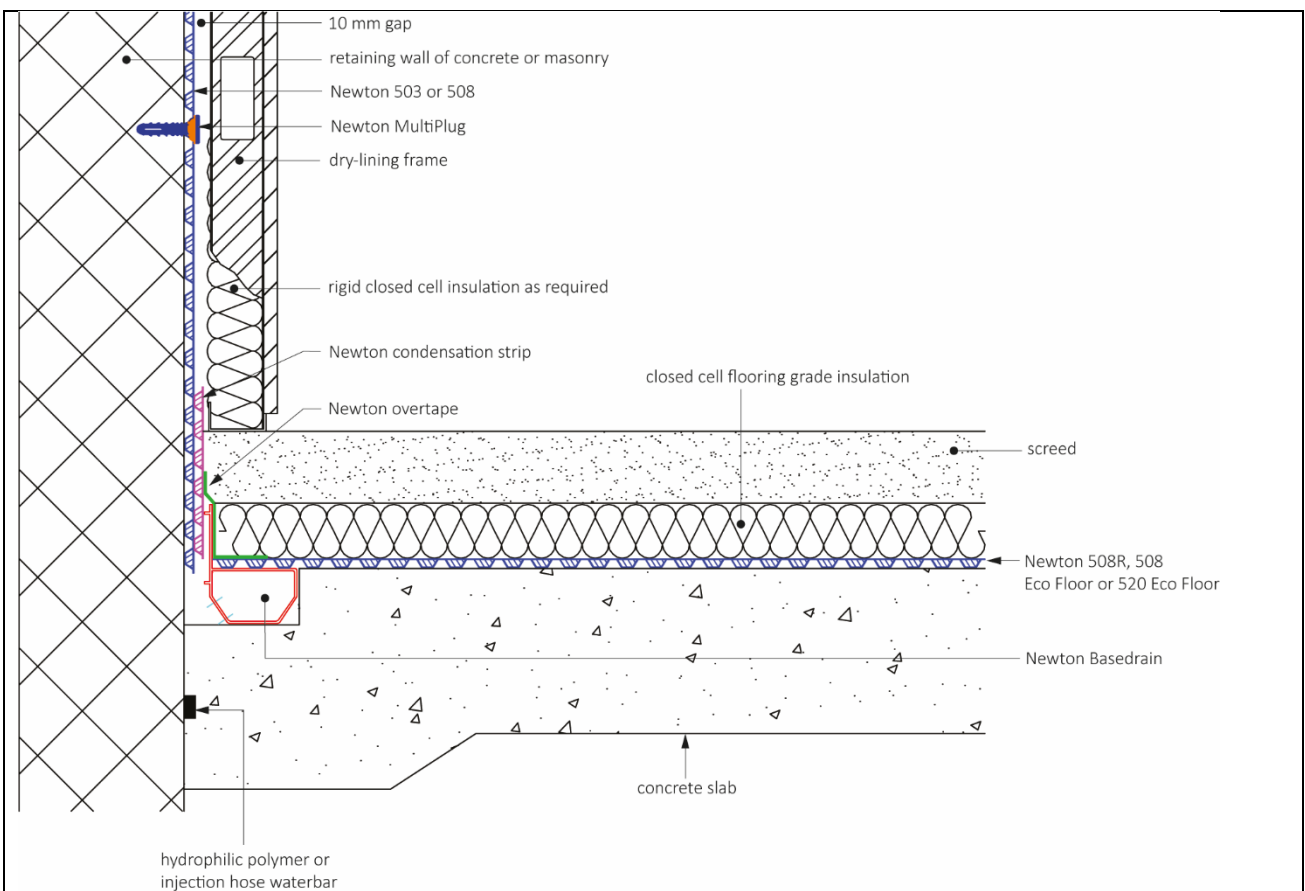 10 mm gap
retaining wall of concrete or masonry
Newton 503 or 508
Newton MultiPlug
dry-lining frame
rigid closed cell insulation as required
Newton condensation strip
closed cell flooring grade insulation
Newton overtape
screed
Newton 508R, 508
Eco Floor or 520 Eco Floor
Newton Basedrain
concrete slab
hydrophilic polymer or
injection hose waterbar